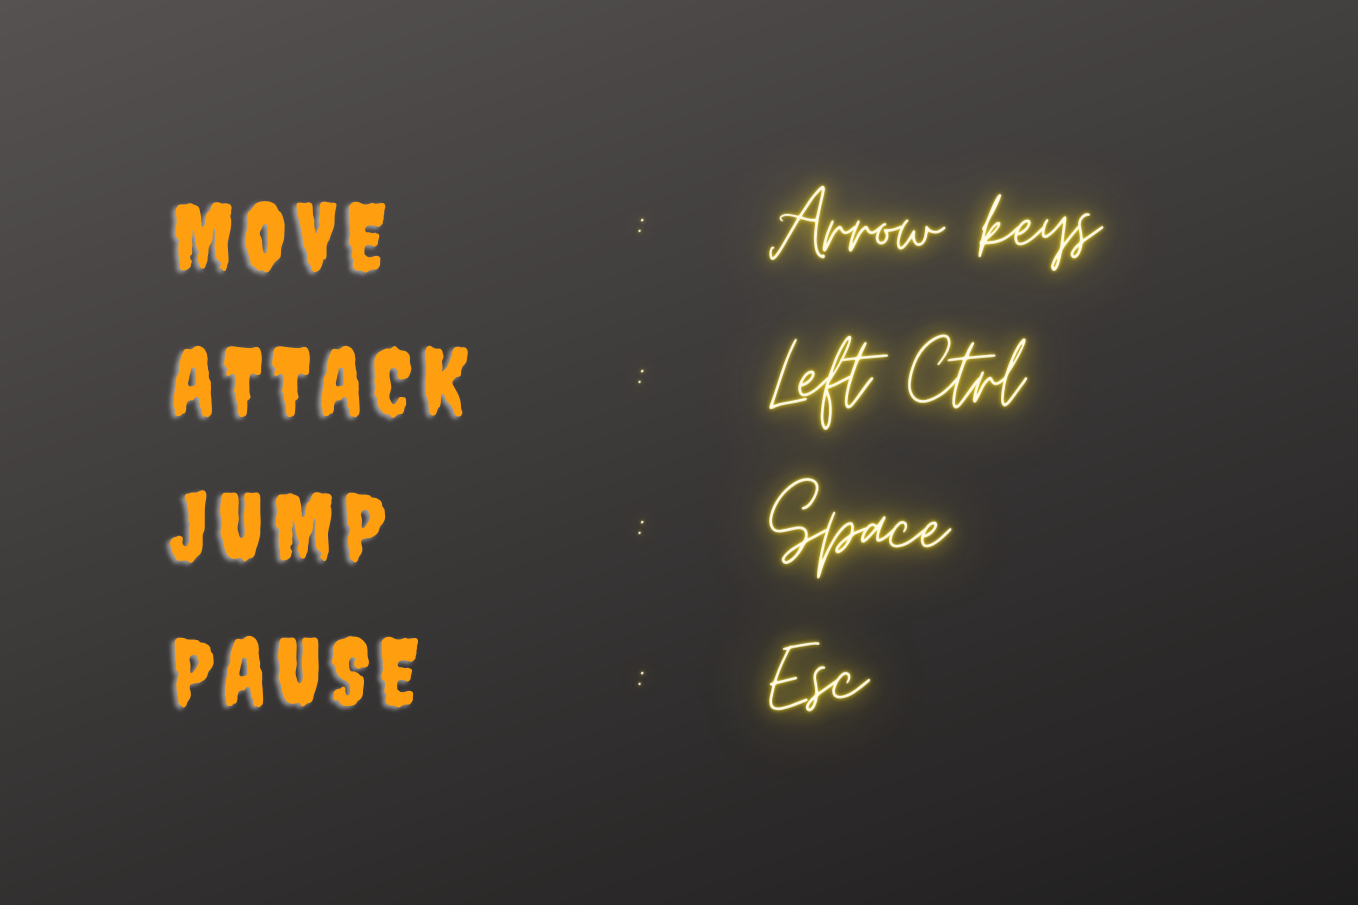 MOVE : Arrow keys
ATTACK : Left Ctrl
JUMP : Space
PAUSE : Esc